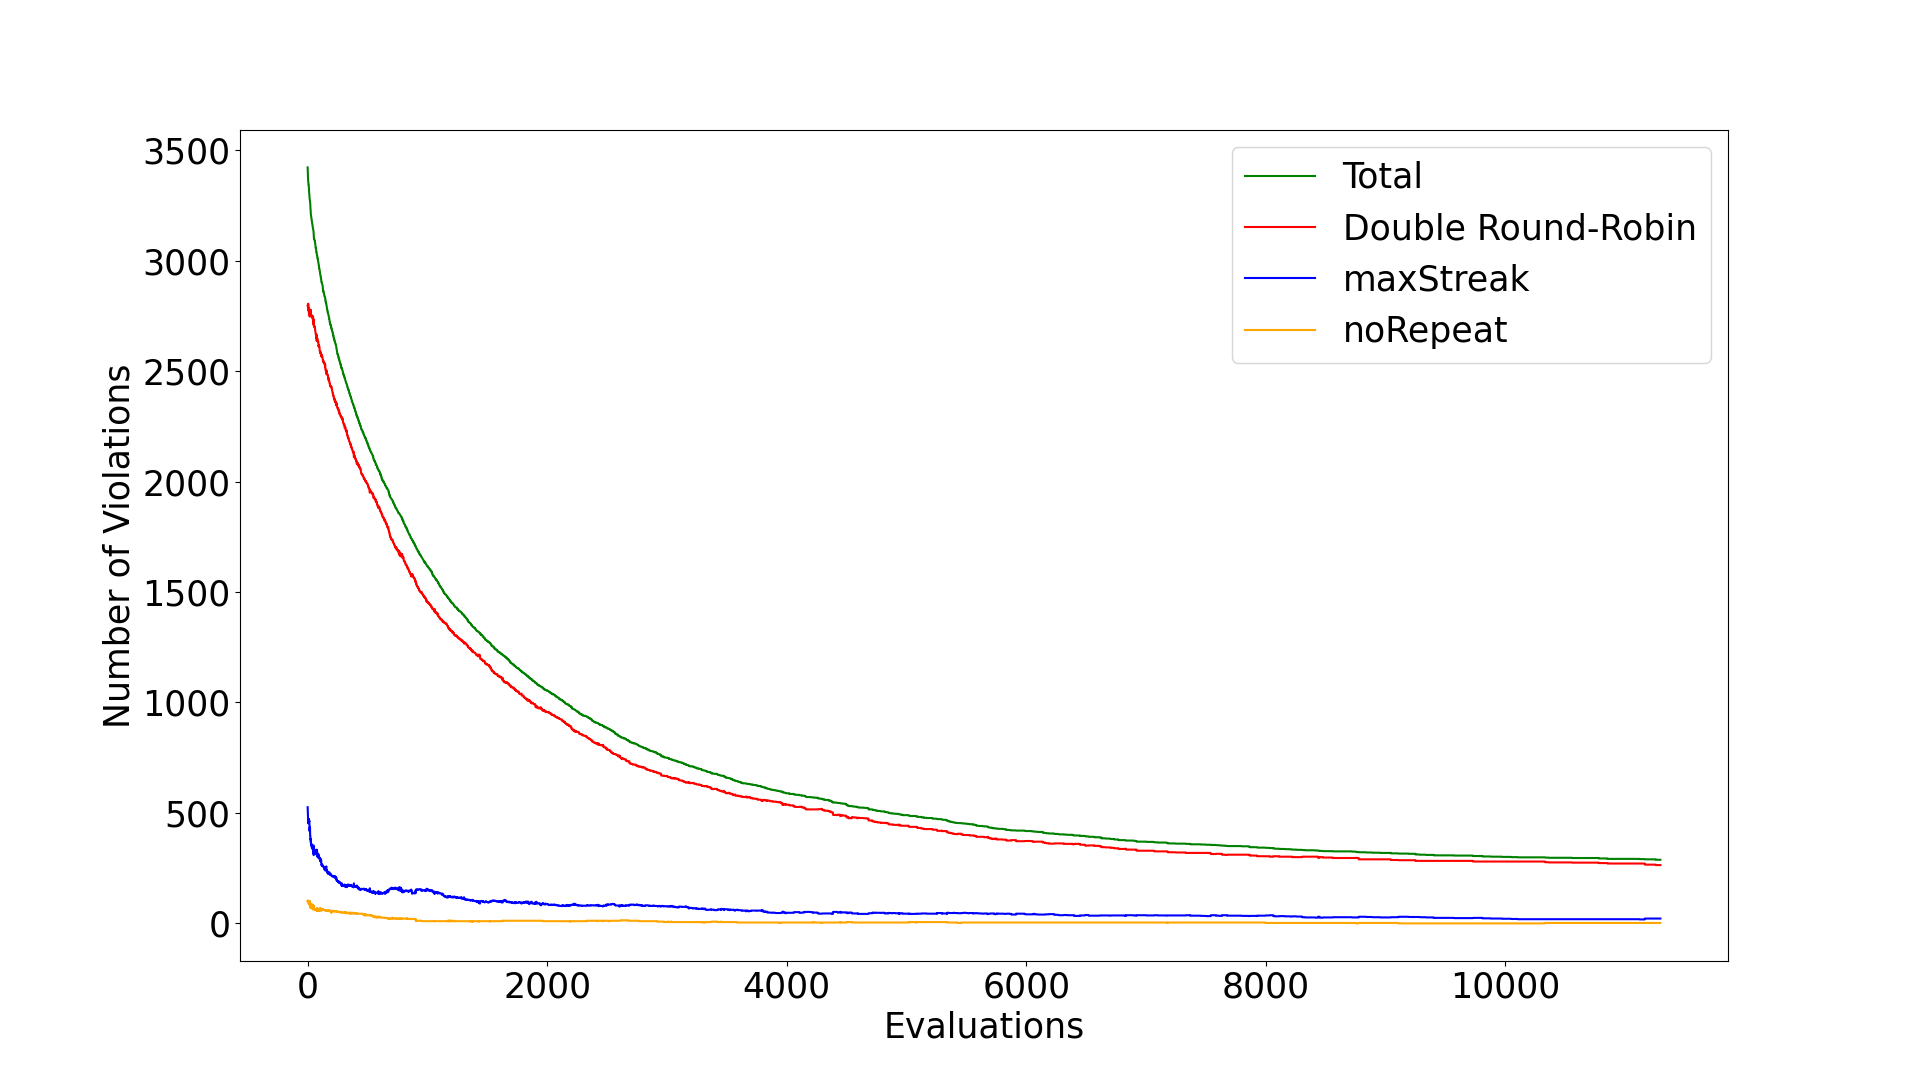 3500
3000
2500
2000
1500
1000
500
0
Number of Violations
Total
Double Round-Robin
maxStreak
noRepeat
0 2000 4000 6000 8000 10000
Evaluations